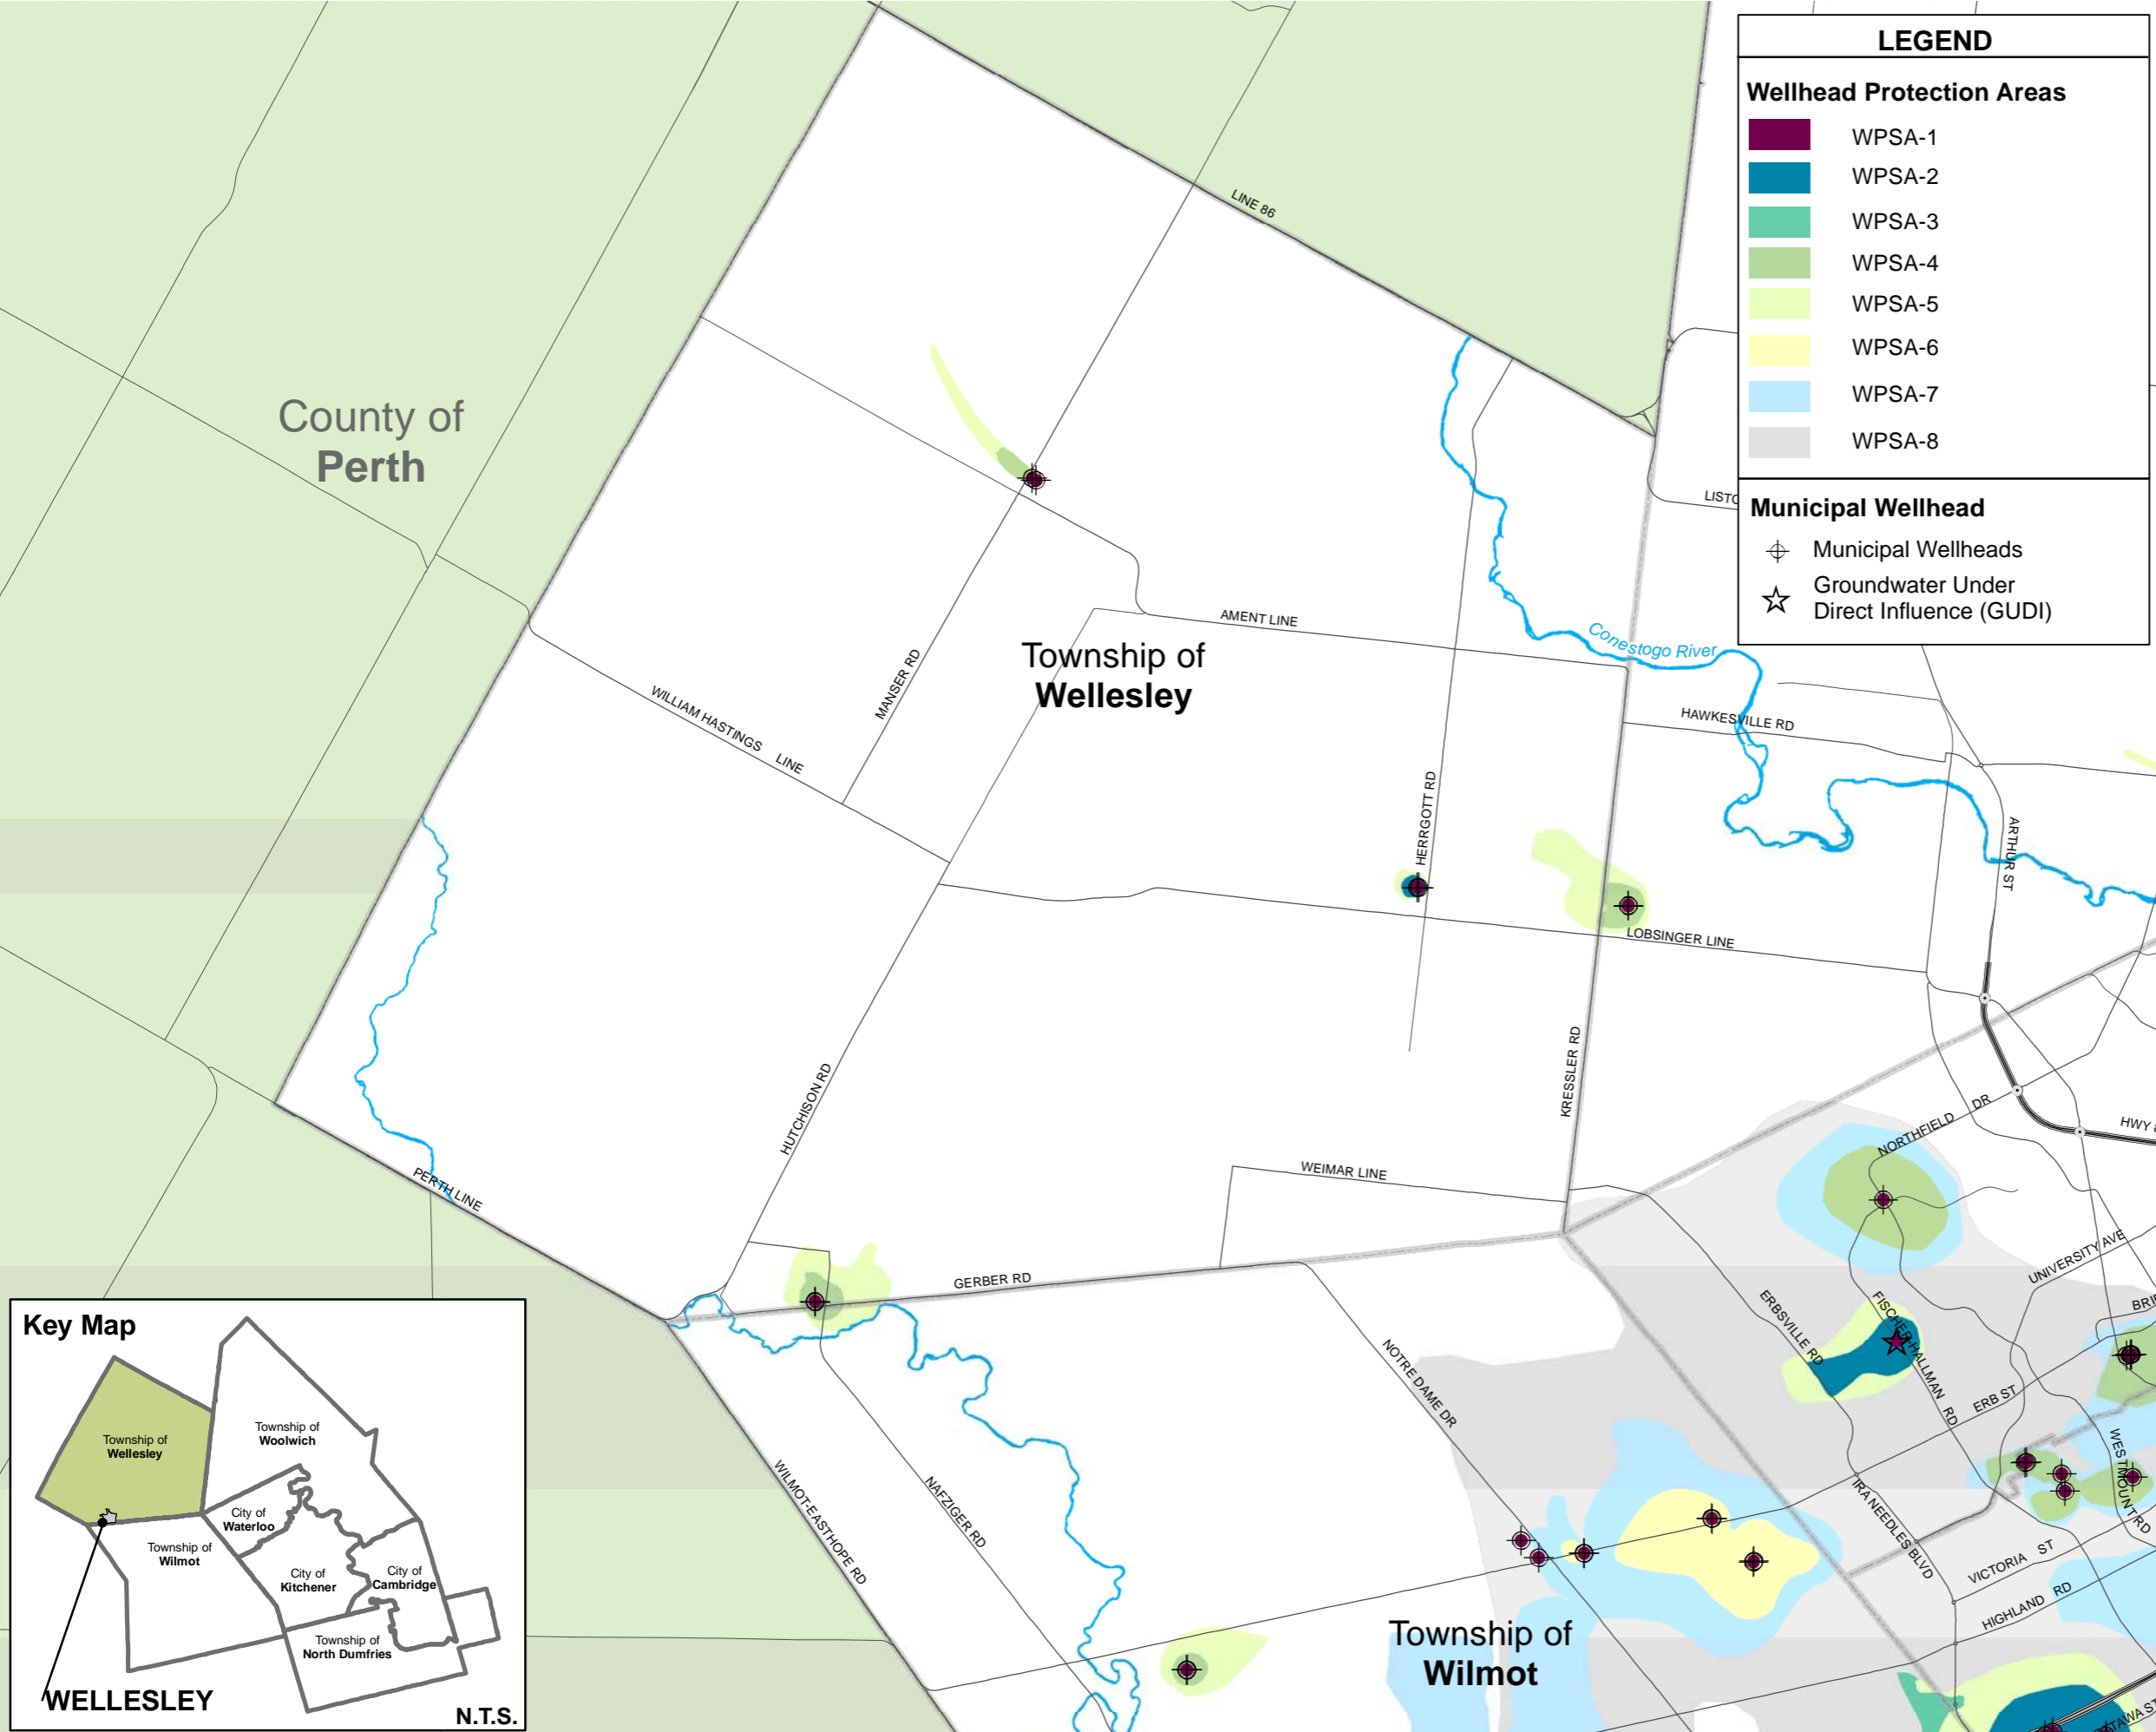 LEGEND
Wellhead Protection Areas
WPSA-1
WPSA-2
WPSA-3
WPSA-4
WPSA-5
WPSA-6
WPSA-7
WPSA-8
Municipal Wellhead
Municipal Wellheads
Groundwater Under
Direct Influence (GUDI)
LINE 86
County of
Perth
LISTO
AMENT LINE
Conestogo River
Township of
Wellesley
MANSER RD
WILLIAM HASTINGS LINE
HAWKESVILLE RD
HERRGOTT RD
ARTHUR ST
LOBSINGER LINE
KRESSLER RD
HUTCHISON RD
NORTHFIELD DR
HWY
WEIMAR LINE
PERTH LINE
GERBER RD
UNIVERSITY AVE
ERBSVILLE RD
FISCHER-HALLMAN RD
BRI
NOTRE DAME DR
ERB ST
WESTMOUNT RD
WILMOT-EASTHOPE RD
NAFZIGER RD
IRA NEEDLES BLVD
VICTORIA ST
HIGHLAND RD
Township of
Wilmot
TAWA ST
Key Map
Township of
Wellesley
Township of
Woolwich
City of
Waterloo
Township of
Wilmot
City of
Kitchener
City of
Cambridge
Township of
North Dumfries
WELLESLEY
N.T.S.